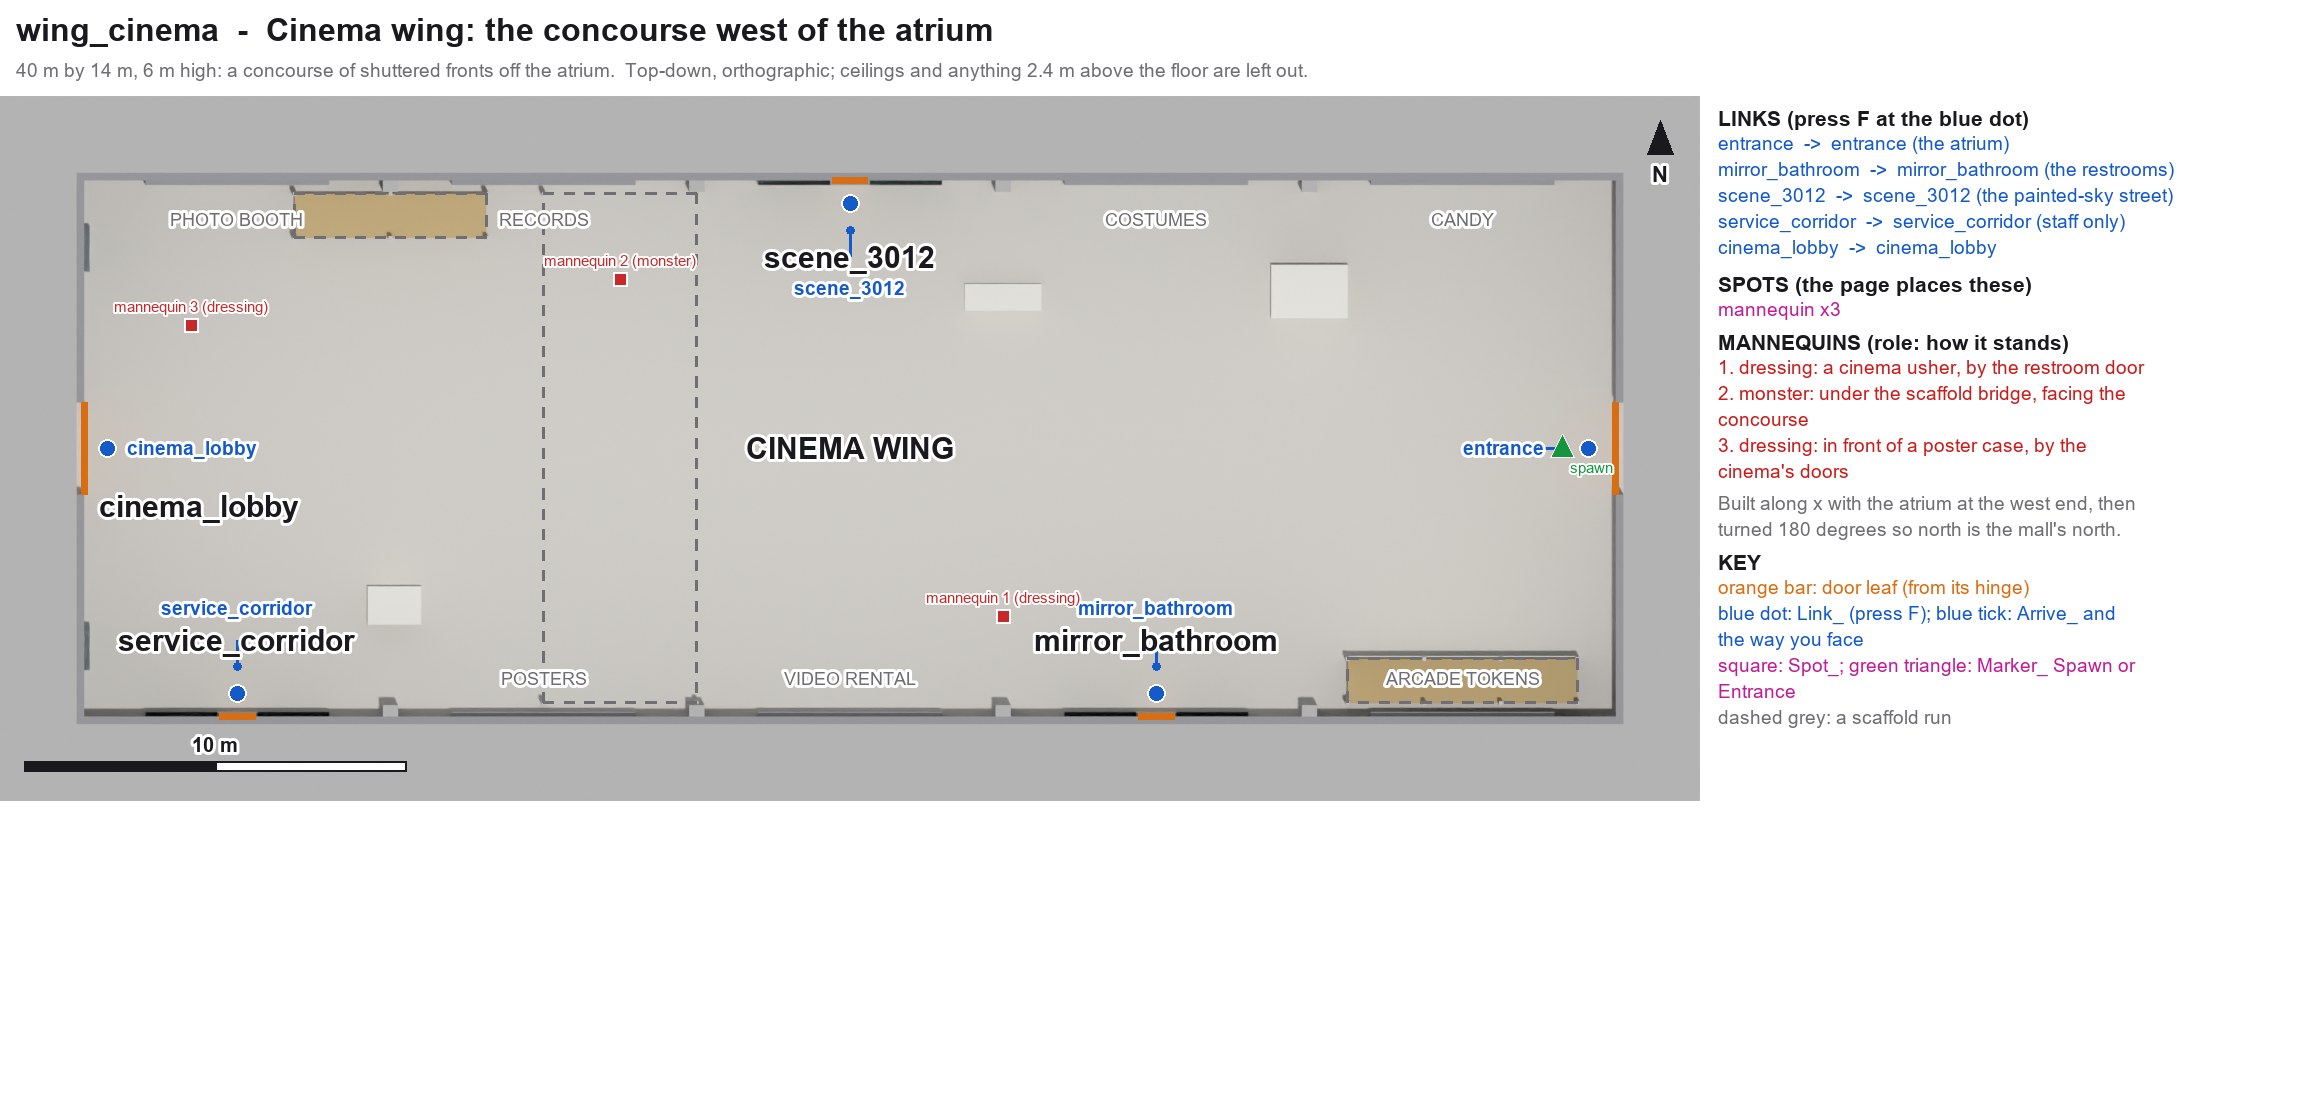 wing_cinema - Cinema wing: the concourse west of the atrium
40 m by 14 m, 6 m high: a concourse of shuttered fronts off the atrium. Top-down, orthographic; ceilings and anything 2.4 m above the floor are left out.
N
PHOTO BOOTH
RECORDS
COSTUMES
CANDY
mannequin 2 (monster)
scene_3012
scene_3012
mannequin 3 (dressing)
cinema_lobby
CINEMA WING
entrance
spawn
cinema_lobby
mannequin 1 (dressing)
service_corridor
mirror_bathroom
service_corridor
mirror_bathroom
POSTERS
VIDEO RENTAL
ARCADE TOKENS
10 m
LINKS (press F at the blue dot)
entrance -> entrance (the atrium)
mirror_bathroom -> mirror_bathroom (the restrooms)
scene_3012 -> scene_3012 (the painted-sky street)
service_corridor -> service_corridor (staff only)
cinema_lobby -> cinema_lobby
SPOTS (the page places these)
mannequin x3
MANNEQUINS (role: how it stands)
1. dressing: a cinema usher, by the restroom door
2. monster: under the scaffold bridge, facing the
concourse
3. dressing: in front of a poster case, by the
cinema's doors
Built along x with the atrium at the west end, then
turned 180 degrees so north is the mall's north.
KEY
orange bar: door leaf (from its hinge)
blue dot: Link_ (press F); blue tick: Arrive_ and
the way you face
square: Spot_; green triangle: Marker_ Spawn or
Entrance
dashed grey: a scaffold run